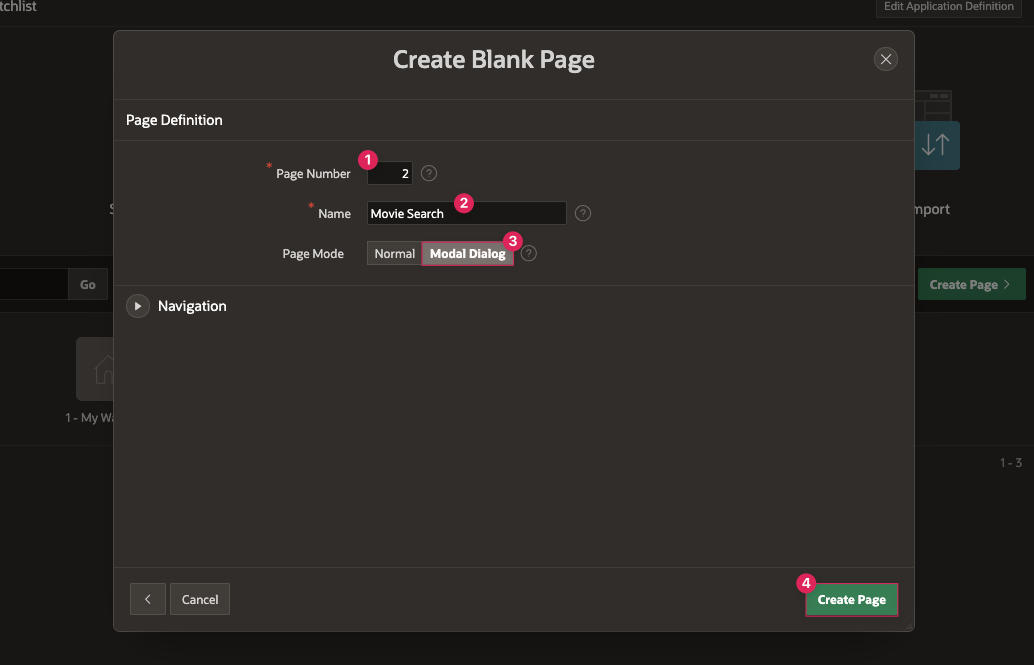 tchlist
Edit Application Definition
Create Blank Page
Page Definition
1
* Page Number 2 ?
2
* Name Movie Search ?
3
Page Mode Normal Modal Dialog ?
mport
Go
Create Page >
Navigation
1 - My Wa
1 - 3
4
< Cancel Create Page